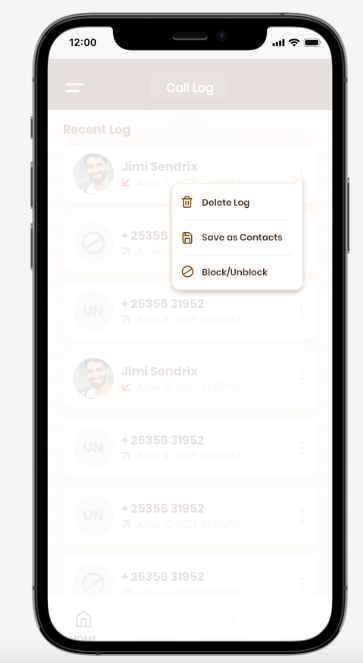 12:00
Call Log
Recent Log
Jimi Sendrix
June 10
Delete Log
+ 25356
Save as Contacts
June 10
Block/Unblock
UN
+ 25356 31952
June 10 2021, 10:45PM
Jimi Sendrix
June 10 2021, 10:45PM
UN
+ 25356 31952
June 10 2021, 10:45PM
UN
+ 25356 31952
June 10 2021, 10:45PM
+ 25356 31952
HOME